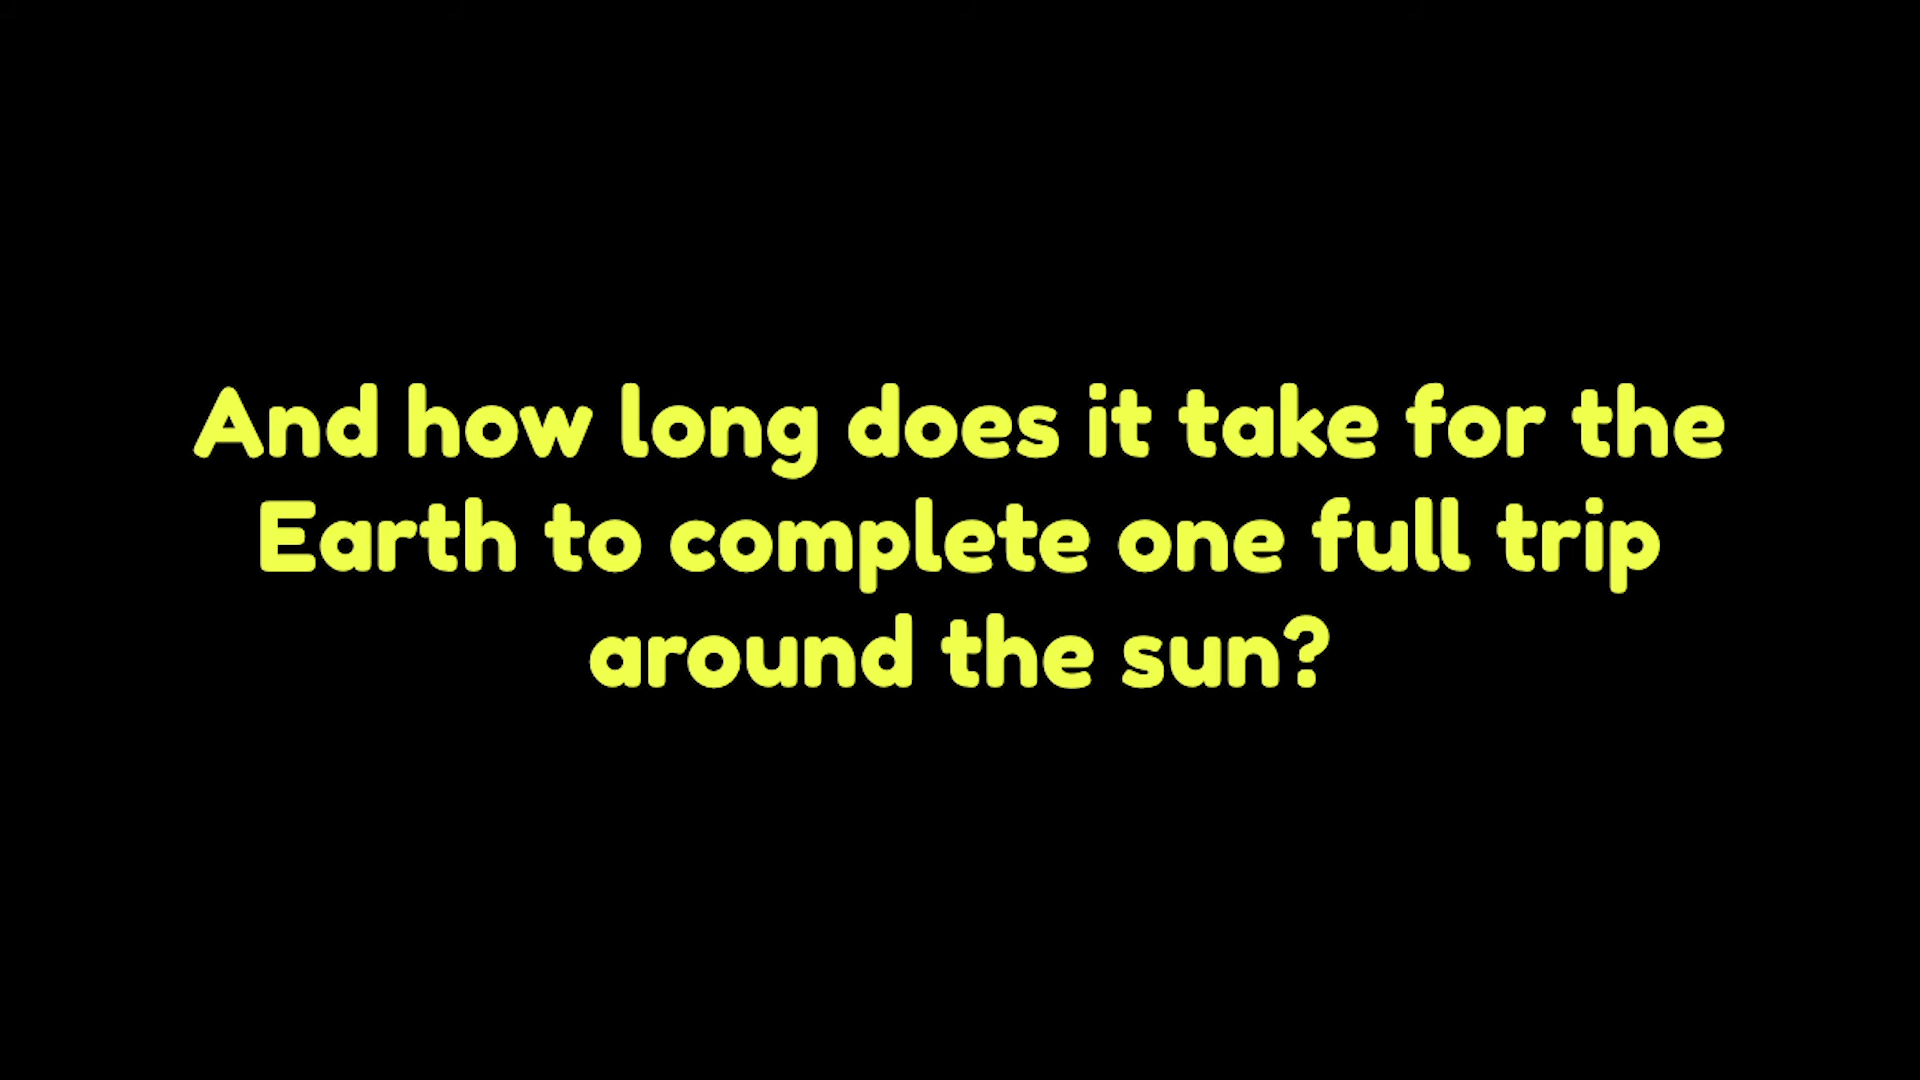 And how long does it take for the
Earth to complete one full trip
around the sun?